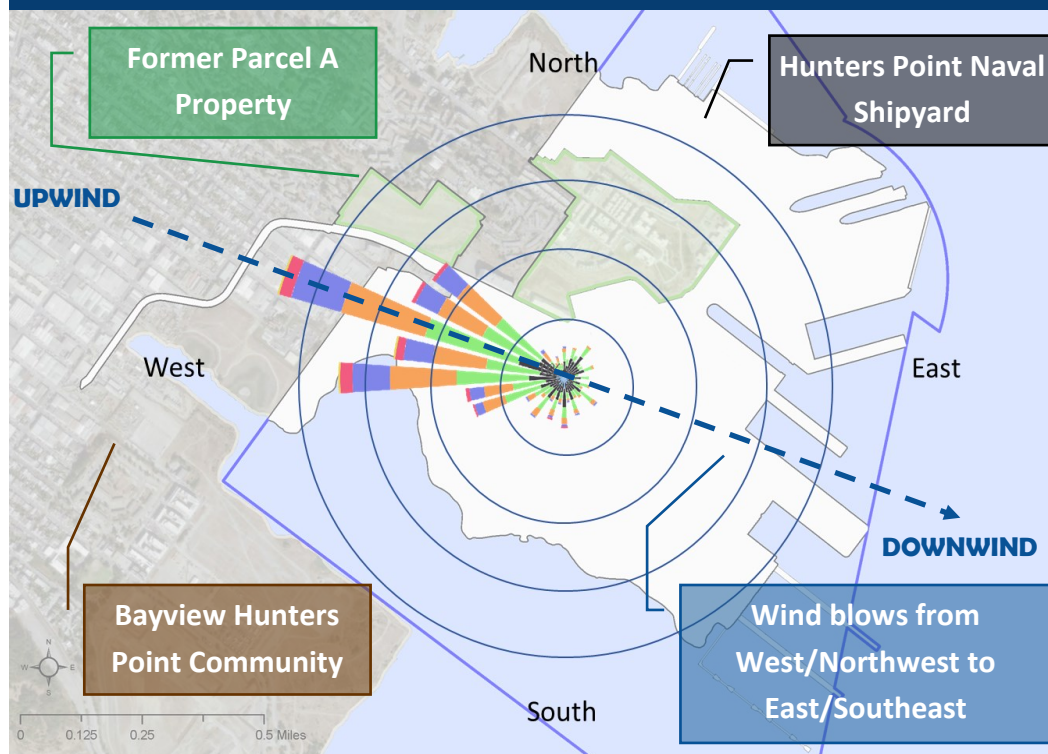 Former Parcel A
Property
North
Hunters Point Naval
Shipyard
UPWIND
West
East
DOWNWIND
Bayview Hunters
Point Community
Wind blows from
West/Northwest to
East/Southeast
South
N
W
E
S
0 0.125 0.25 0.5 Miles